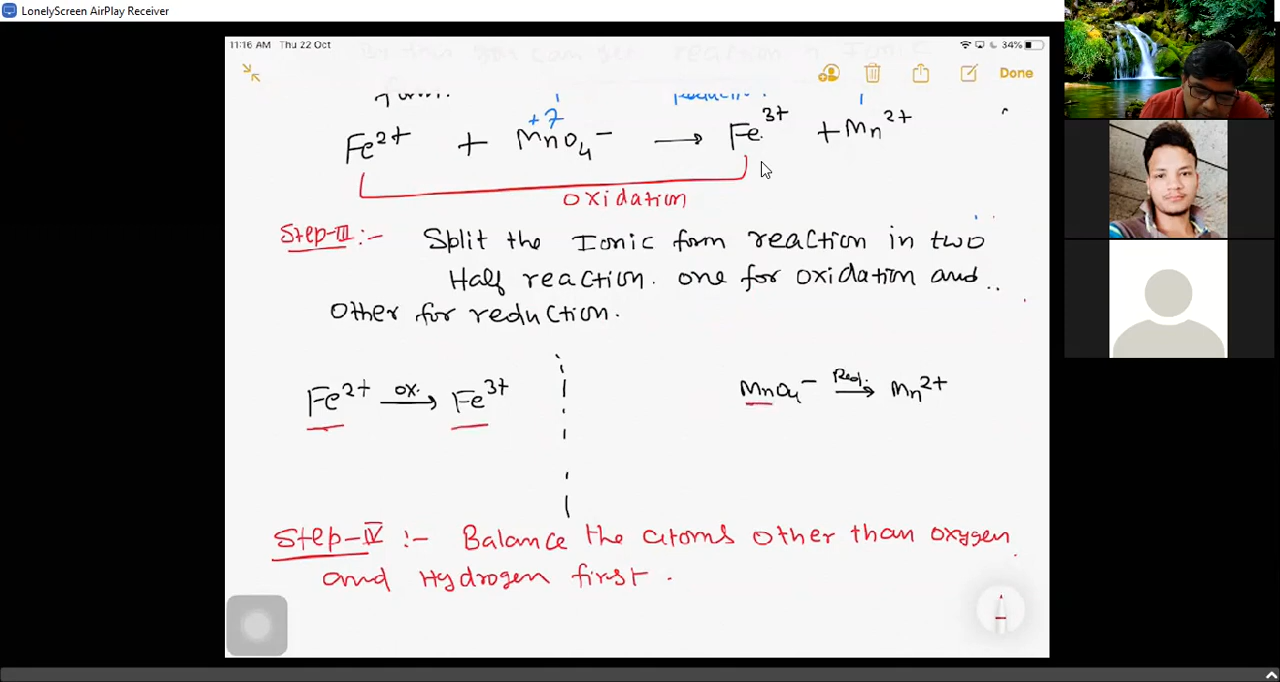 LonelyScreen AirPlay Receiver
11:16 AM Thu 22 Oct
34%
Done
Fe2+ + MnO4− → Fe3+ + Mn2+
+7
oxidation
Step-III :- Split the Ionic form reaction in two
Half reaction. one for oxidation and
other for reduction.
Fe2+ ox. → Fe3+
MnO4− Red. → Mn2+
Step-IV :- Balance the atoms other than oxygen
and Hydrogen first.